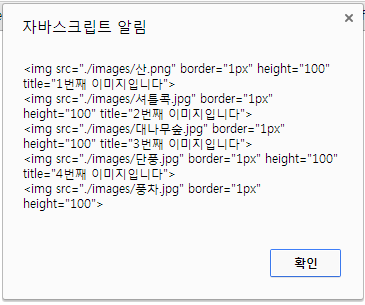 자바스크립트 알림
<img src="./images/산.png" border="1px" height="100"
title="1번째 이미지입니다">
<img src="./images/셔틀콕.jpg" border="1px"
height="100" title="2번째 이미지입니다">
<img src="./images/대나무숲.jpg" border="1px"
height="100" title="3번째 이미지입니다">
<img src="./images/단풍.jpg" border="1px" height="100"
title="4번째 이미지입니다">
<img src="./images/풍차.jpg" border="1px"
height="100">
확인